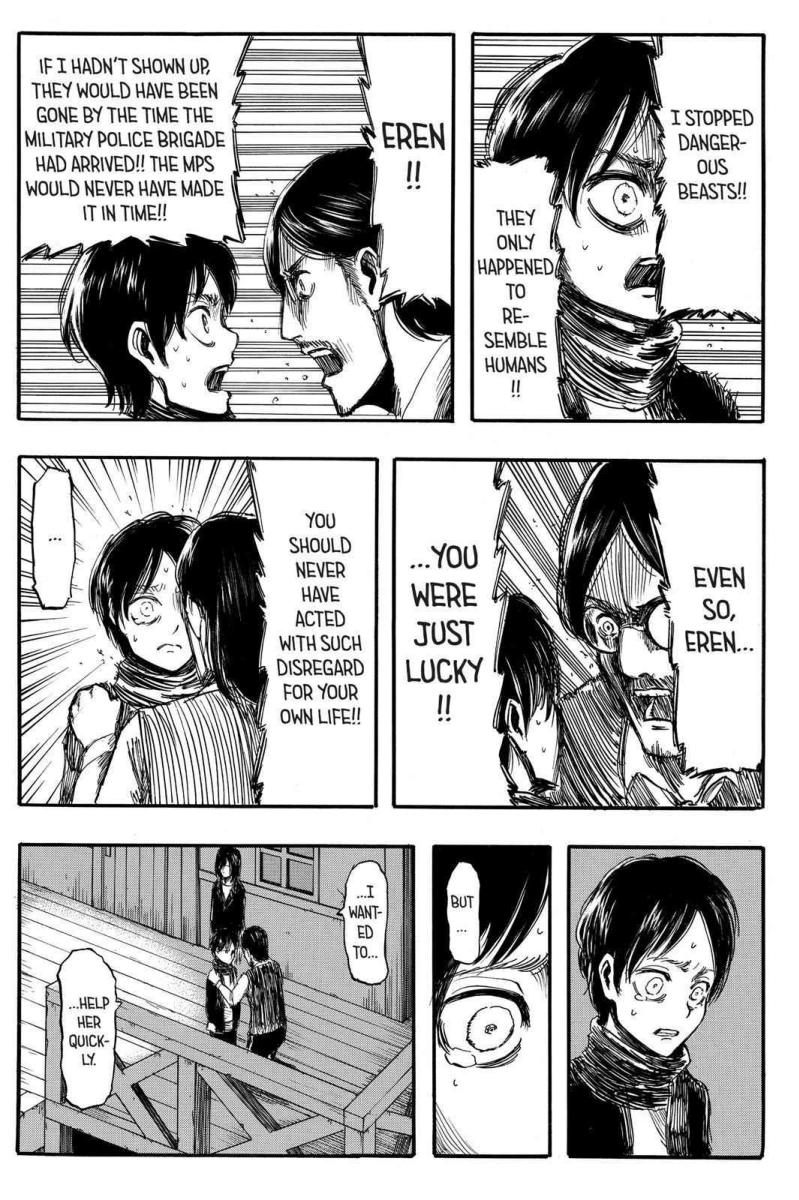 I STOPPED
DANGER-
OUS
BEASTS!!
THEY
ONLY
HAPPENED
TO
RE-
SEMBLE
HUMANS
!!
EREN
!!
IF I HADN'T SHOWN UP,
THEY WOULD HAVE BEEN
GONE BY THE TIME THE
MILITARY POLICE BRIGADE
HAD ARRIVED!! THE MPS
WOULD NEVER HAVE MADE
IT IN TIME!!
EVEN
SO,
EREN...
...YOU
WERE
JUST
LUCKY
!!
YOU
SHOULD
NEVER
HAVE
ACTED
WITH SUCH
DISREGARD
FOR YOUR
OWN LIFE!!
...
BUT
...
...I
WANT-
ED
TO...
...HELP
HER
QUICK-
LY.